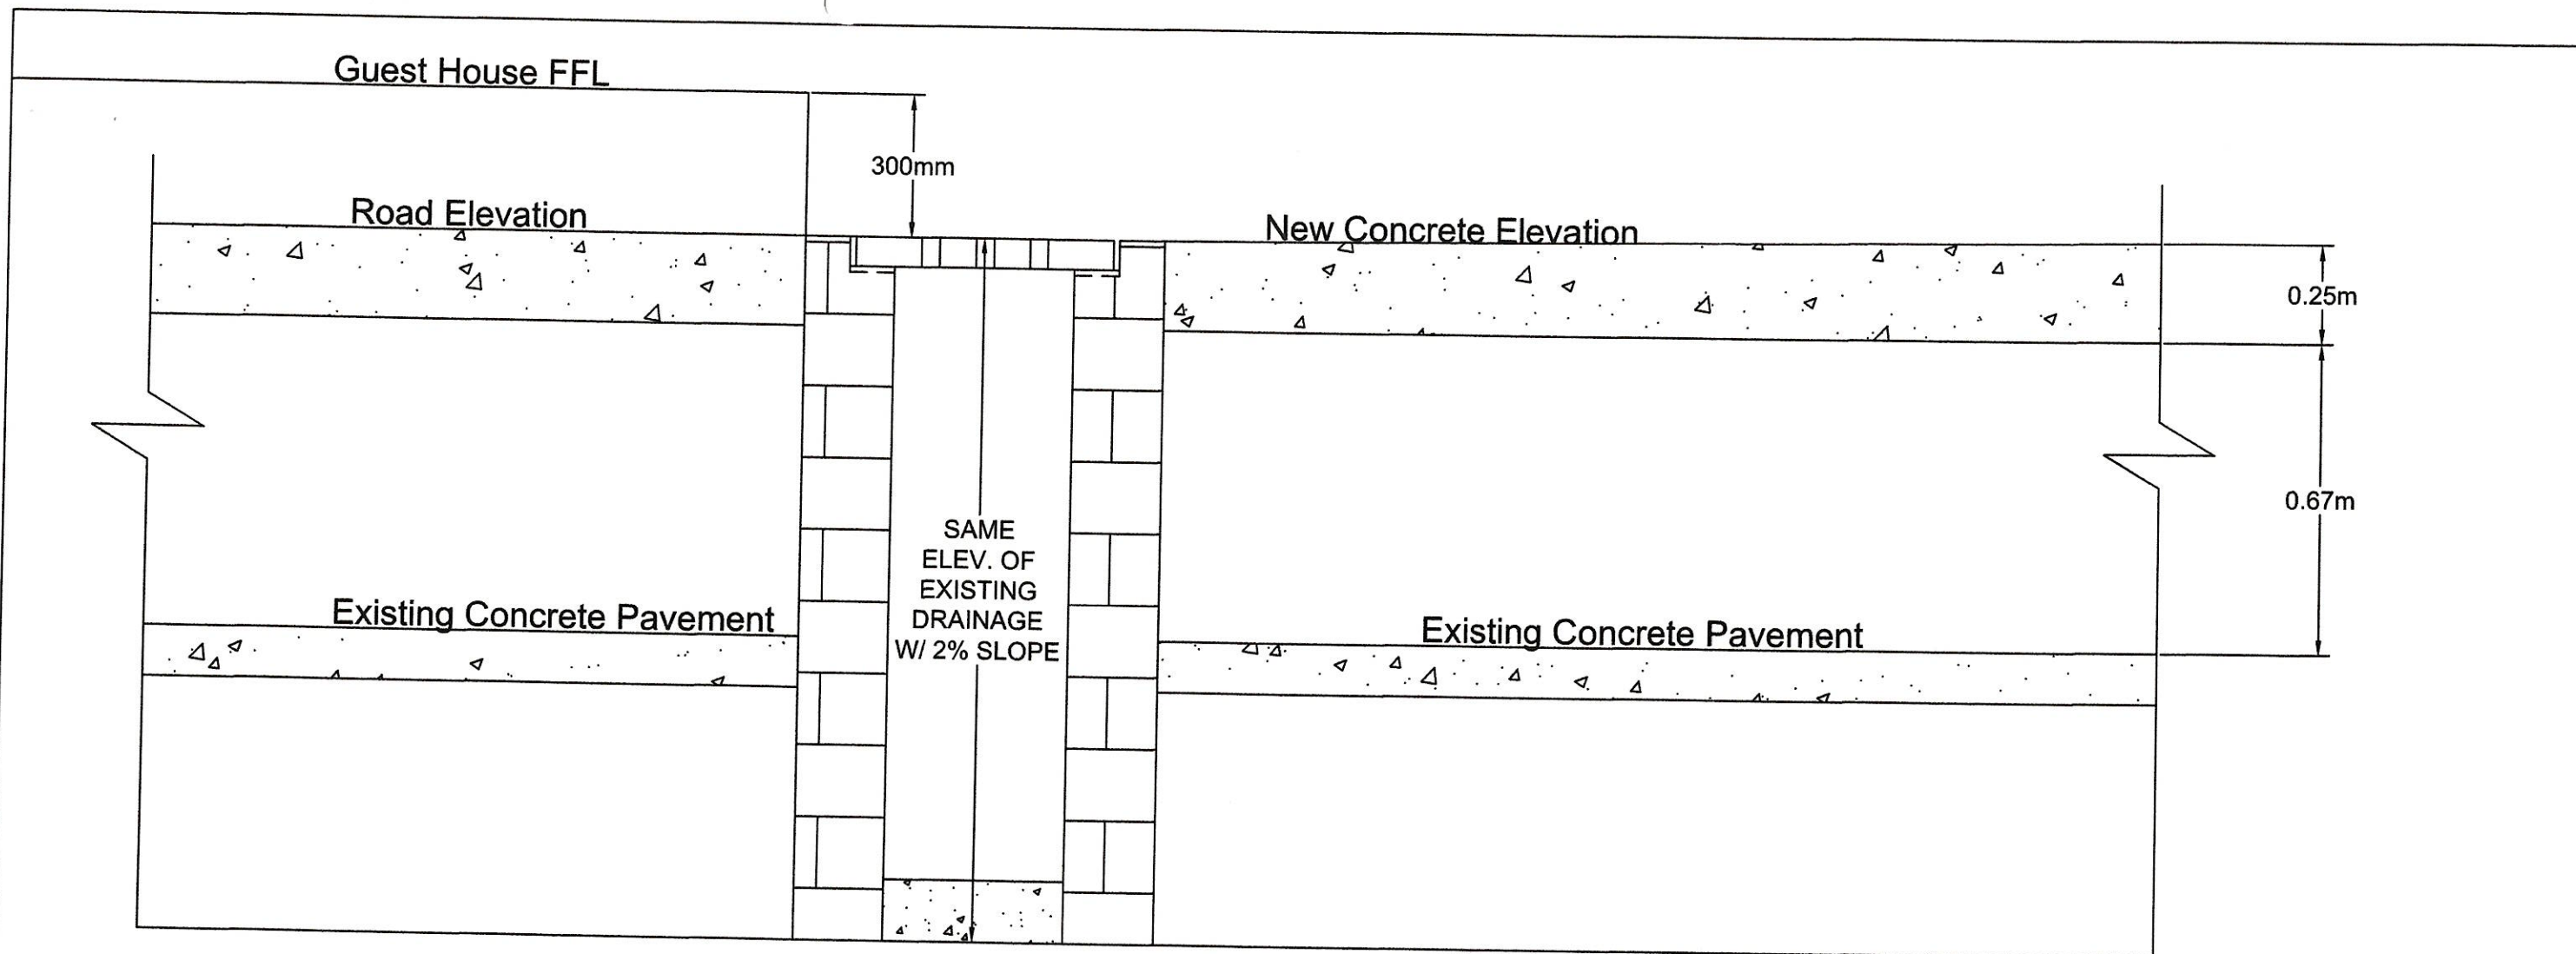 Guest House FFL
300mm
Road Elevation
New Concrete Elevation
0.25m
0.67m
SAME
ELEV. OF
EXISTING
DRAINAGE
W/ 2% SLOPE
Existing Concrete Pavement
Existing Concrete Pavement